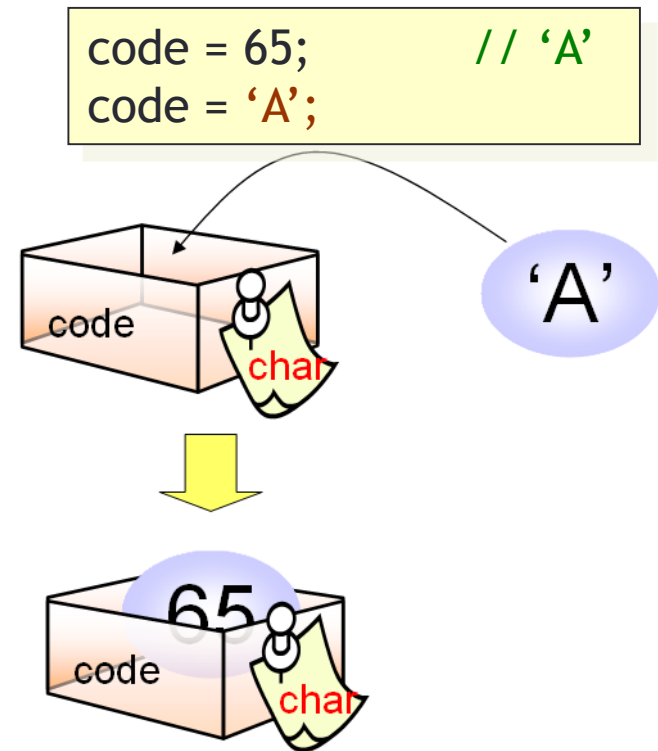 code = 65; // ‘A’
code = ‘A’;
‘A’
code
char
65
code
char